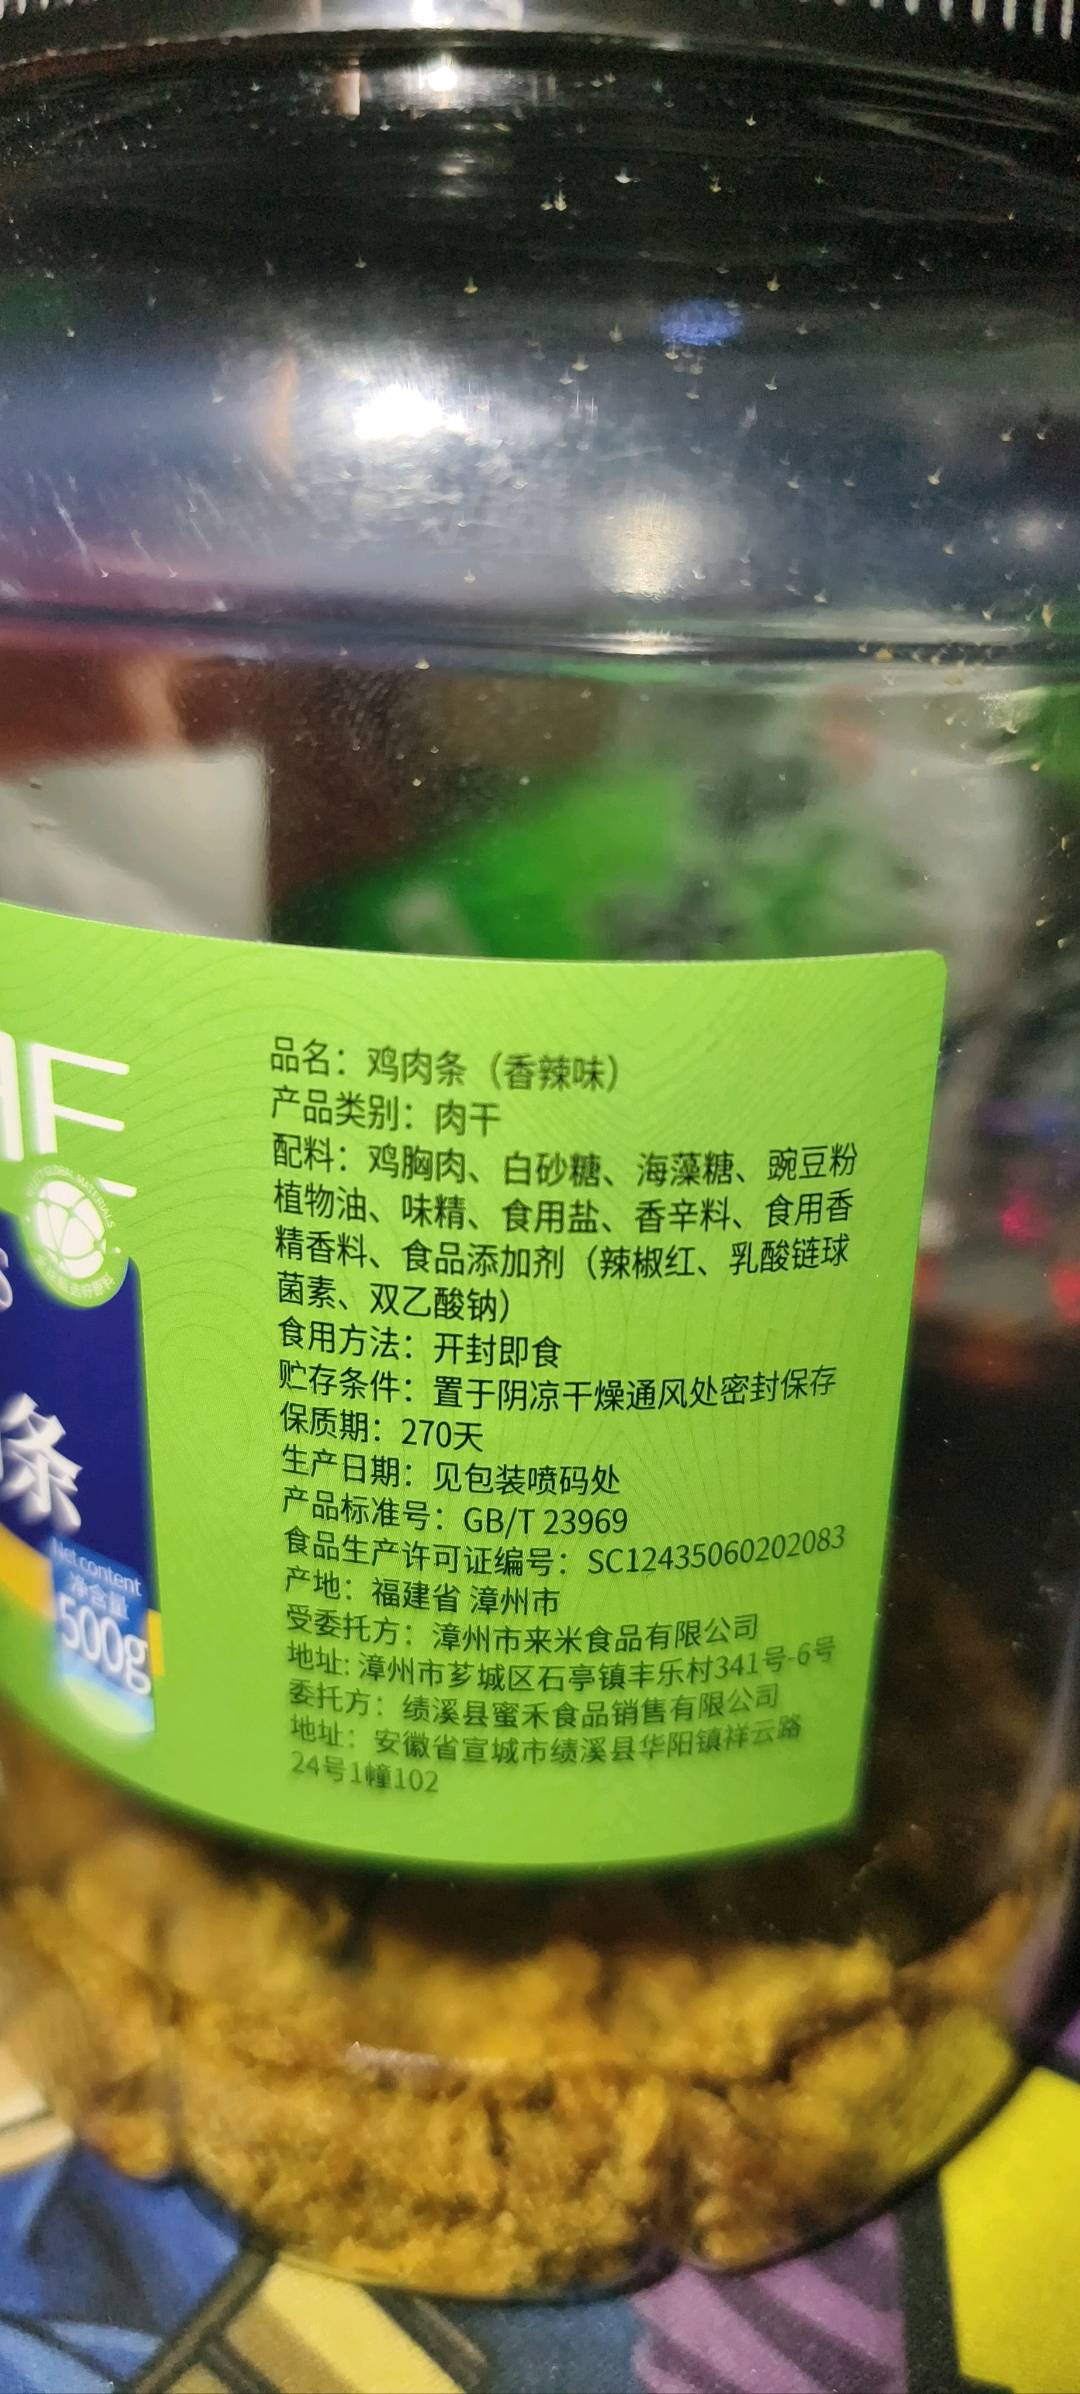 品名：鸡肉条（香辣味）
产品类别：肉干
配料：鸡胸肉、白砂糖、海藻糖、豌豆粉
植物油、味精、食用盐、香辛料、食用香
精香料、食品添加剂（辣椒红、乳酸链球
菌素、双乙酸钠）
食用方法：开封即食
贮存条件：置于阴凉干燥通风处密封保存
保质期：270天
生产日期：见包装喷码处
产品标准号：GB/T 23969
食品生产许可证编号：SC12435060202083
产地：福建省 漳州市
受委托方：漳州市来米食品有限公司
地址: 漳州市芗城区石亭镇丰乐村341号-6号
委托方：绩溪县蜜禾食品销售有限公司
地址：安徽省宣城市绩溪县华阳镇祥云路
24号1幢102
条
Net content
净含量
500g